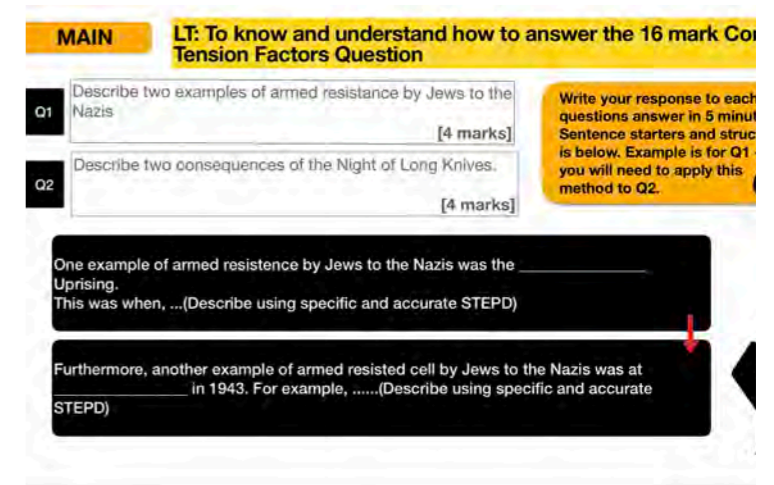 MAIN
LT: To know and understand how to answer the 16 mark Con
Tension Factors Question
Q1
Describe two examples of armed resistance by Jews to the
Nazis
[4 marks]
Q2
Describe two consequences of the Night of Long Knives.
[4 marks]
Write your response to each
questions answer in 5 minut
Sentence starters and struc
is below. Example is for Q1
you will need to apply this
method to Q2.
One example of armed resistence by Jews to the Nazis was the _________________
Uprising.
This was when, ...(Describe using specific and accurate STEPD)
Furthermore, another example of armed resisted cell by Jews to the Nazis was at
__________________ in 1943. For example, ......(Describe using specific and accurate
STEPD)